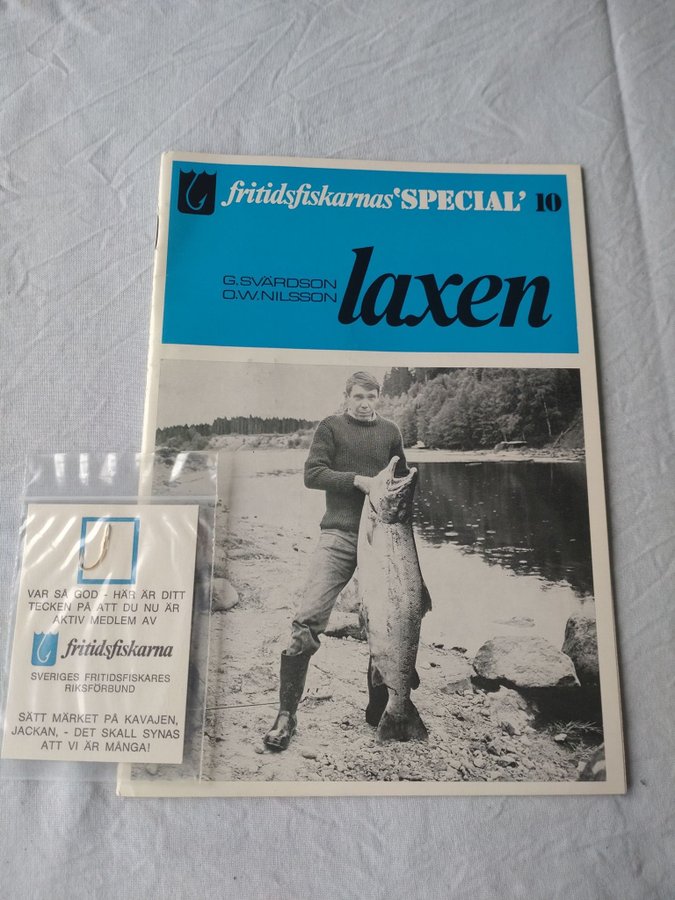 fritidsfiskarnas 'SPECIAL' 10
G. SVÄRDSON
O.W. NILSSON
laxen
VAR SÅ GOD - HÄR ÄR DITT
TECKEN PÅ ATT DU NU ÄR
AKTIV MEDLEM AV
fritidsfiskarna
SVERIGES FRITIDSFISKARES
RIKSFÖRBUND
SÄTT MÄRKET PÅ KAVAJEN,
JACKAN, - DET SKALL SYNAS
ATT VI ÄR MÅNGA!